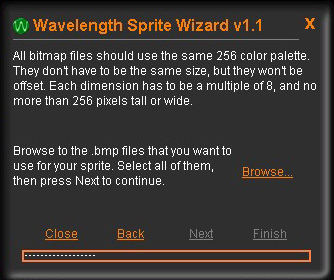 Wavelength Sprite Wizard v1.1 X
All bitmap files should use the same 256 color palette.
They don't have to be the same size, but they won't be
offset. Each dimension has to be a multiple of 8, and no
more than 256 pixels tall or wide.
Browse to the .bmp files that you want to
use for your sprite. Select all of them,
then press Next to continue.
Browse...
Close Back Next Finish